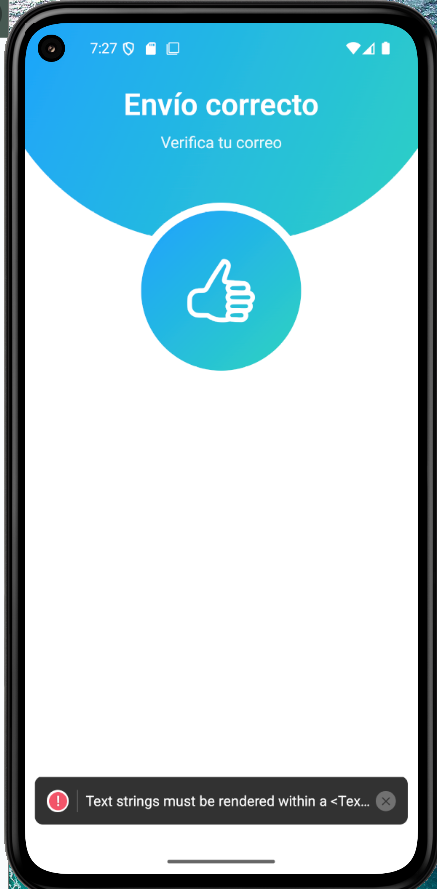 7:27
Envío correcto
Verifica tu correo
! Text strings must be rendered within a <Tex...